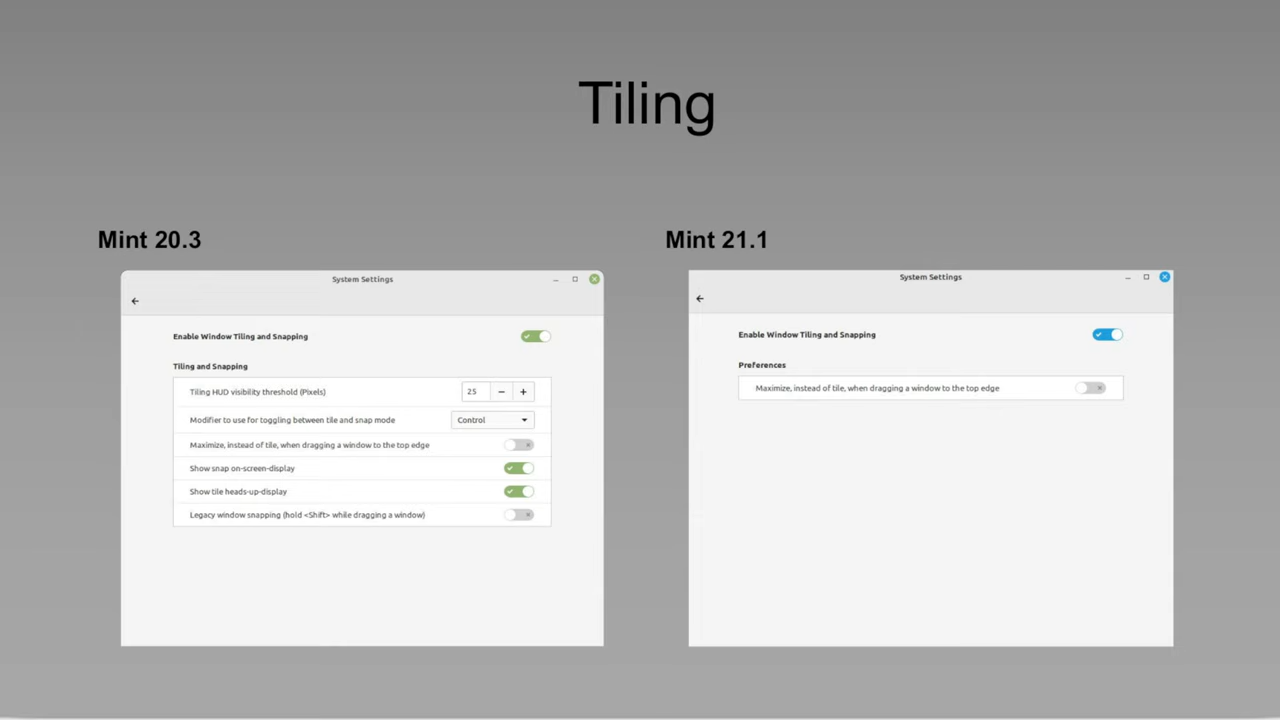 Tiling
Mint 20.3
System Settings
Enable Window Tiling and Snapping
Tiling and Snapping
Tiling HUD visibility threshold (Pixels) 25 − +
Modifier to use for toggling between tile and snap mode Control
Maximize, instead of tile, when dragging a window to the top edge
Show snap on-screen-display
Show tile heads-up-display
Legacy window snapping (hold <Shift> while dragging a window)
Mint 21.1
System Settings
Enable Window Tiling and Snapping
Preferences
Maximize, instead of tile, when dragging a window to the top edge